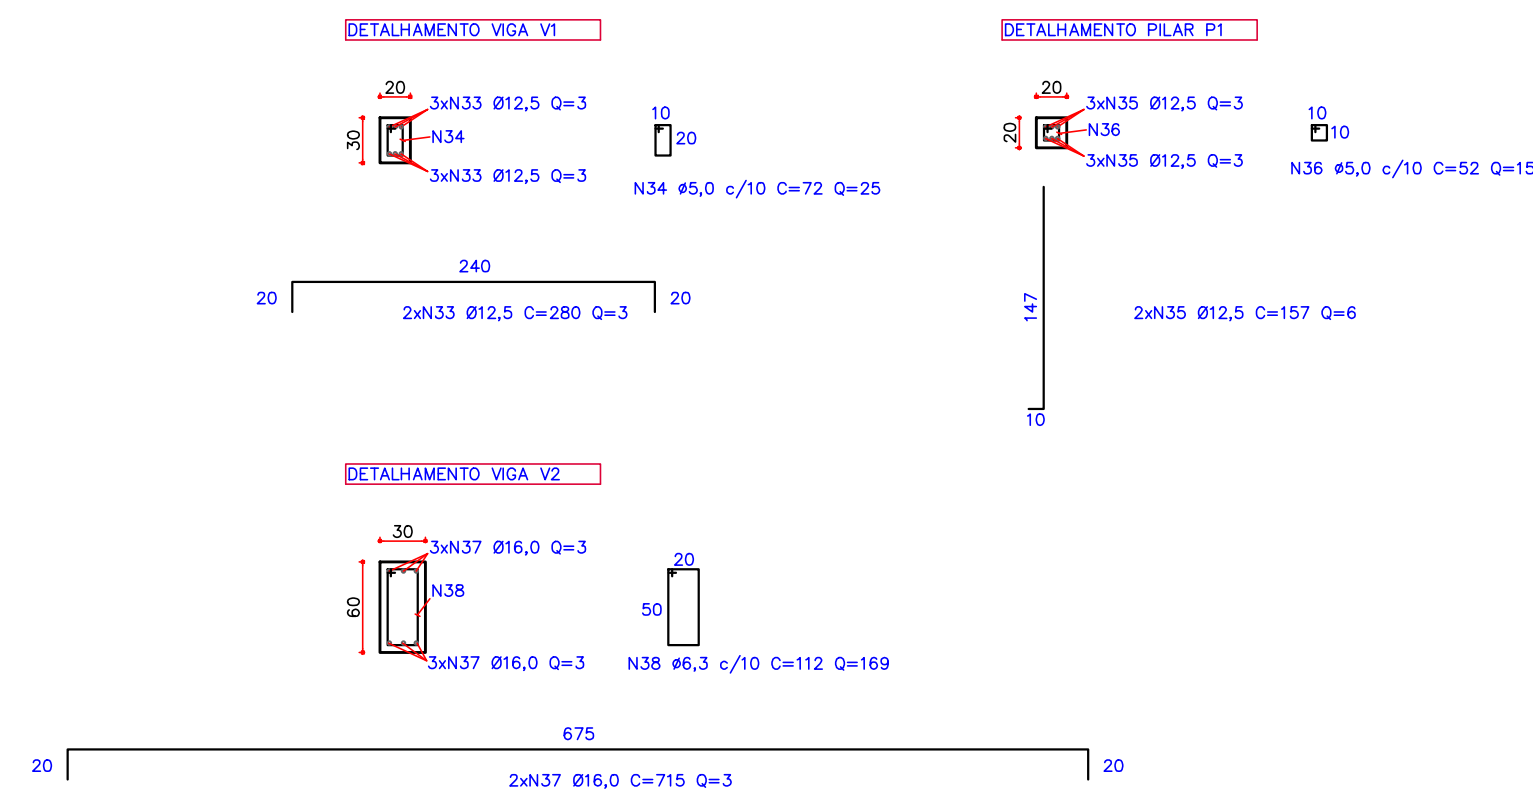 DETALHAMENTO VIGA V1
20
30
3xN33 Ø12,5 Q=3
N34
3xN33 Ø12,5 Q=3
10
20
N34 ø5,0 c/10 C=72 Q=25
240
20
20
2xN33 Ø12,5 C=280 Q=3
DETALHAMENTO PILAR P1
20
20
3xN35 Ø12,5 Q=3
N36
3xN35 Ø12,5 Q=3
10
10
N36 ø5,0 c/10 C=52 Q=15
147
2xN35 Ø12,5 C=157 Q=6
10
DETALHAMENTO VIGA V2
30
60
3xN37 Ø16,0 Q=3
N38
3xN37 Ø16,0 Q=3
20
50
N38 ø6,3 c/10 C=112 Q=169
675
20
20
2xN37 Ø16,0 C=715 Q=3